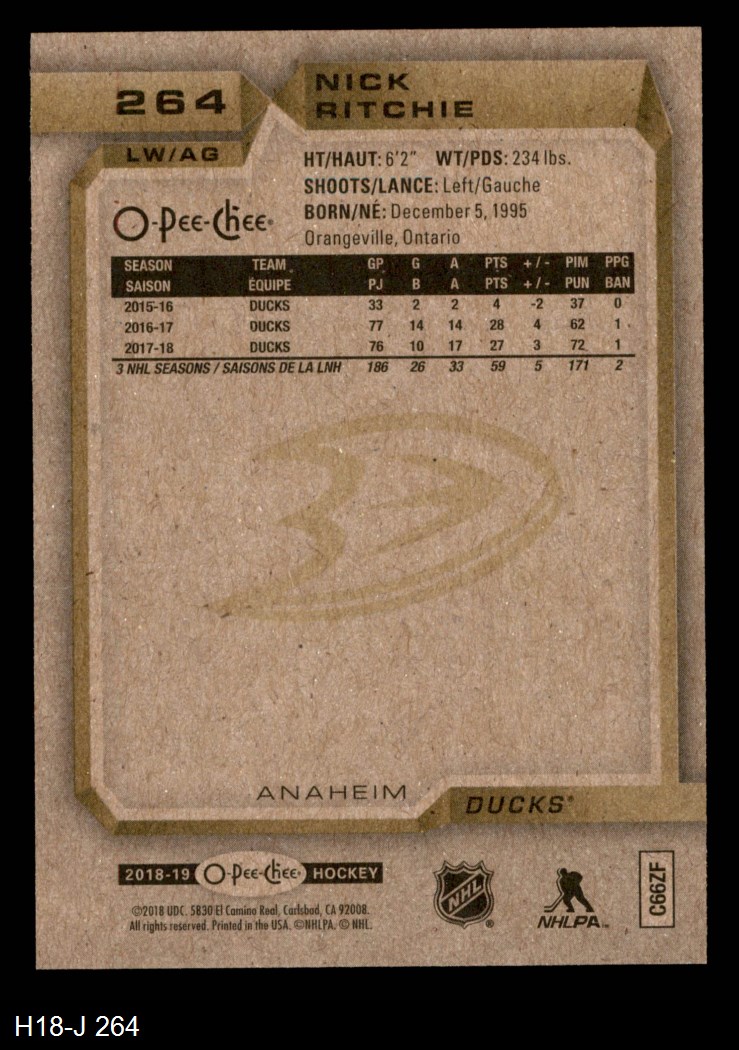 264
NICK
RITCHIE
LW/AG
HT/HAUT: 6'2" WT/PDS: 234 lbs.
SHOOTS/LANCE: Left/Gauche
BORN/NÉ: December 5, 1995
Orangeville, Ontario
O-Pee-Chee®
SEASON TEAM GP G A PTS +/- PIM PPG
SAISON ÉQUIPE PJ B A PTS +/- PUN BAN
2015-16 DUCKS 33 2 2 4 -2 37 0
2016-17 DUCKS 77 14 14 28 4 62 1
2017-18 DUCKS 76 10 17 27 3 72 1
3 NHL SEASONS / SAISONS DE LA LNH 186 26 33 59 5 171 2
ANAHEIM
DUCKS®
2018-19 O-Pee-Chee® HOCKEY
©2018 UDC. 5830 El Camino Real, Carlsbad, CA 92008.
All rights reserved. Printed in the USA. ©NHLPA. © NHL.
NHL®
NHLPA™
C66ZF
H18-J 264